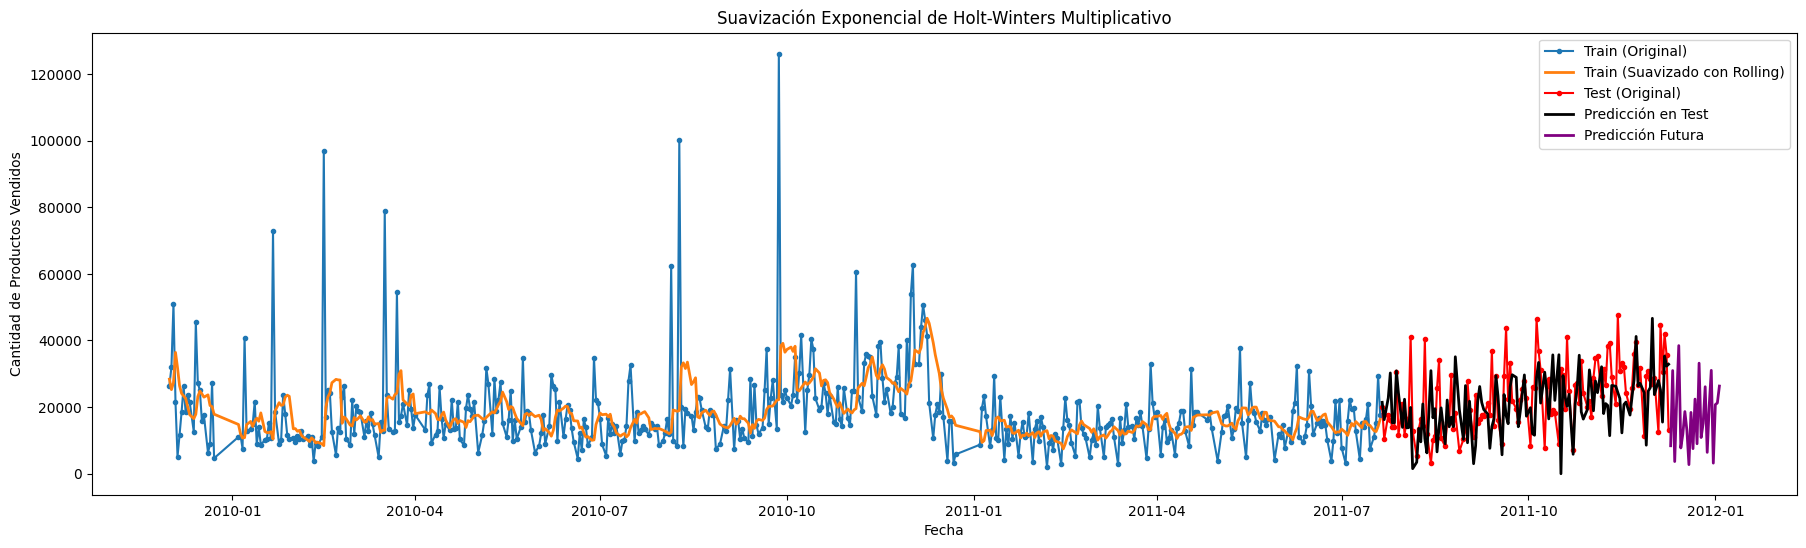 Suavización Exponencial de Holt-Winters Multiplicativo
Train (Original)
Train (Suavizado con Rolling)
Test (Original)
Predicción en Test
Predicción Futura
Cantidad de Productos Vendidos
120000
100000
80000
60000
40000
20000
0
2010-01
2010-04
2010-07
2010-10
2011-01
2011-04
2011-07
2011-10
2012-01
Fecha